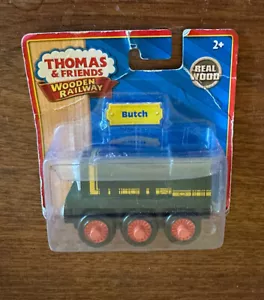 THOMAS
& FRIENDS
WOODEN
RAILWAY
2+
REAL
WOOD
Butch